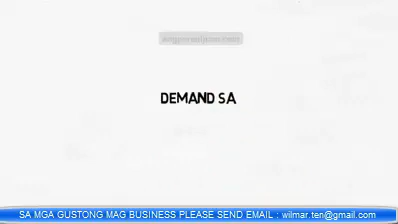 DEMAND SA
SA MGA GUSTONG MAG BUSINESS PLEASE SEND EMAIL : wilmar.ten@gmail.com